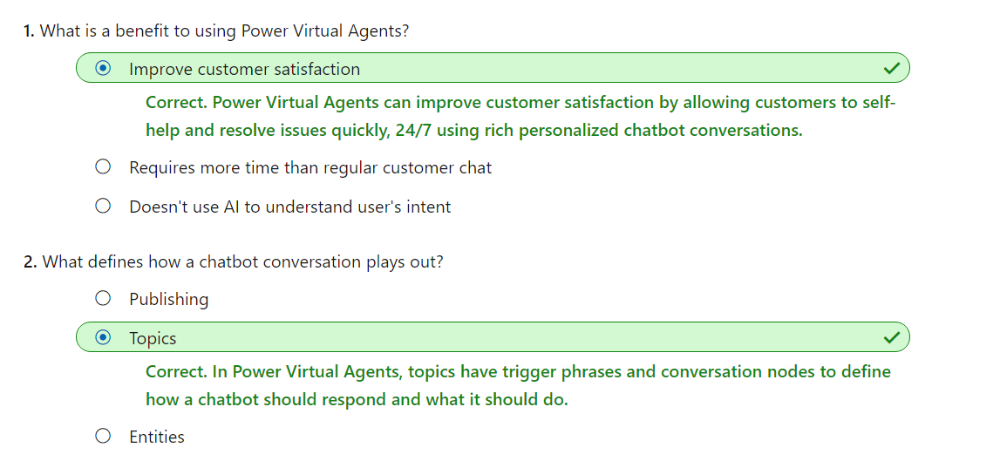 1. What is a benefit to using Power Virtual Agents?
Improve customer satisfaction
Correct. Power Virtual Agents can improve customer satisfaction by allowing customers to self-
help and resolve issues quickly, 24/7 using rich personalized chatbot conversations.
Requires more time than regular customer chat
Doesn't use AI to understand user's intent
2. What defines how a chatbot conversation plays out?
Publishing
Topics
Correct. In Power Virtual Agents, topics have trigger phrases and conversation nodes to define
how a chatbot should respond and what it should do.
Entities